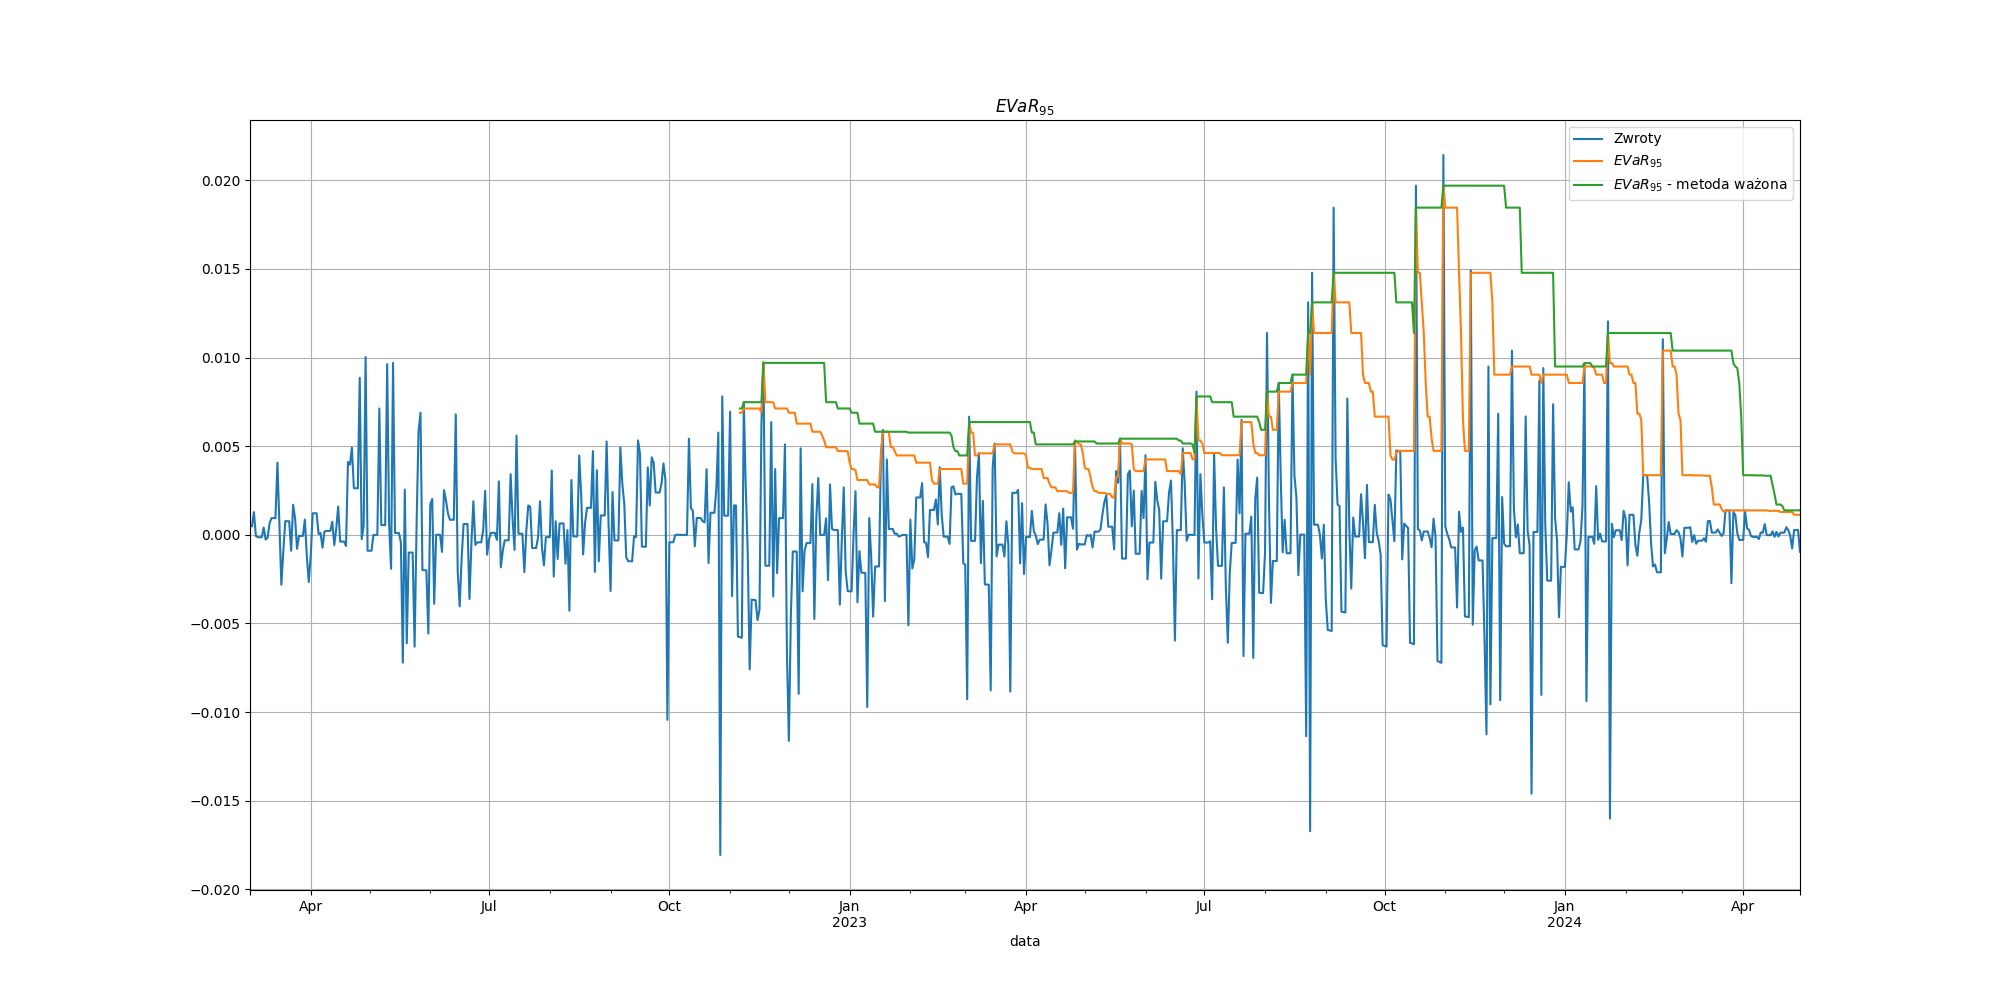 EVaR₉₅
Zwroty
EVaR₉₅
EVaR₉₅ - metoda ważona
0.020
0.015
0.010
0.005
0.000
−0.005
−0.010
−0.015
−0.020
Apr Jul Oct Jan Apr Jul Oct Jan Apr
2023 2024
data